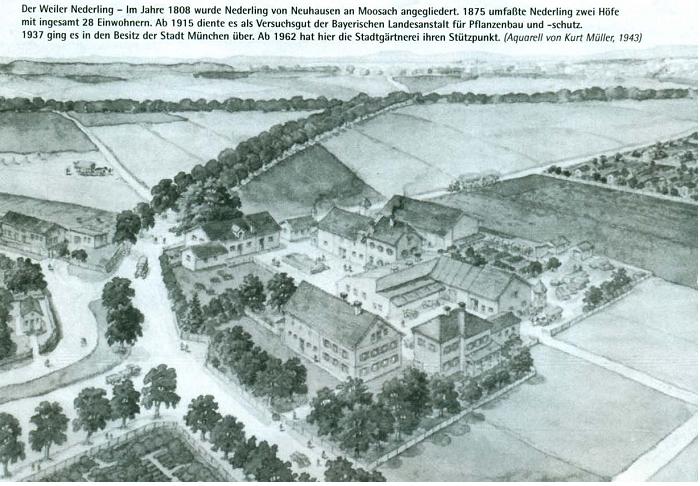 Der Weiler Nederling – Im Jahre 1808 wurde Nederling von Neuhausen an Moosach angegliedert. 1875 umfaßte Nederling zwei Höfe
mit ingesamt 28 Einwohnern. Ab 1915 diente es als Versuchsgut der Bayerischen Landesanstalt für Pflanzenbau und -schutz.
1937 ging es in den Besitz der Stadt München über. Ab 1962 hat hier die Stadtgärtnerei ihren Stützpunkt. (Aquarell von Kurt Müller, 1943)